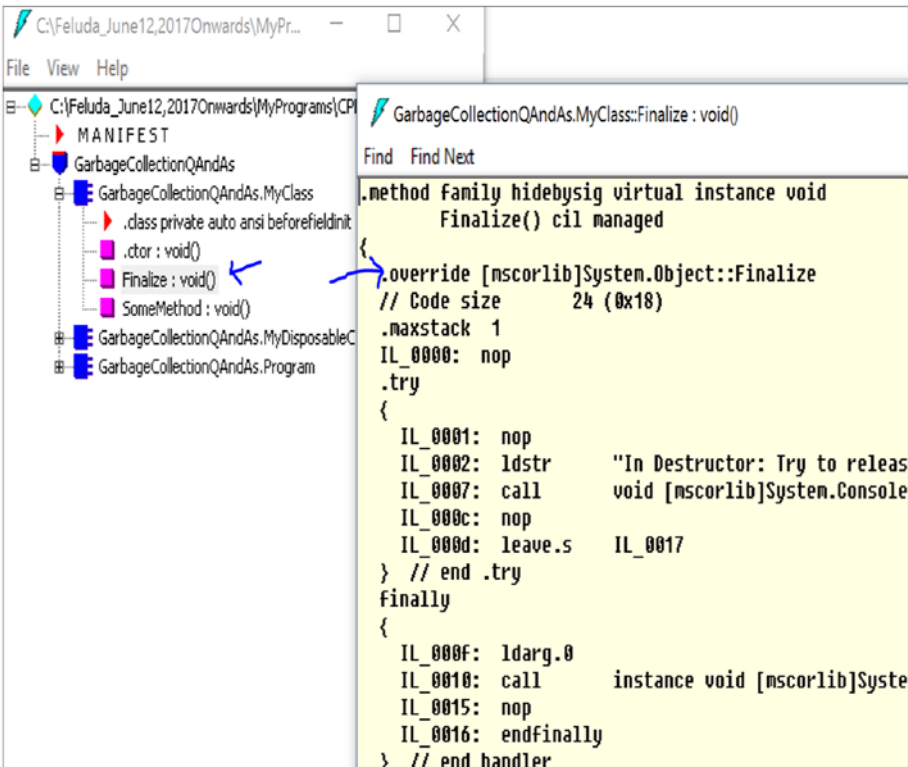 C:\Feluda_June12,2017Onwards\MyPr...
File View Help
C:\Feluda_June12,2017Onwards\MyPrograms\CPI
MANIFEST
GarbageCollectionQAndAs
GarbageCollectionQAndAs.MyClass
.class private auto ansi beforefieldinit
.ctor : void()
Finalize : void()
SomeMethod : void()
GarbageCollectionQAndAs.MyDisposableC
GarbageCollectionQAndAs.Program
GarbageCollectionQAndAs.MyClass::Finalize : void()
Find Find Next
.method family hidebysig virtual instance void
Finalize() cil managed
{
.override [mscorlib]System.Object::Finalize
// Code size 24 (0x18)
.maxstack 1
IL_0000: nop
.try
{
IL_0001: nop
IL_0002: ldstr "In Destructor: Try to releas
IL_0007: call void [mscorlib]System.Console
IL_000c: nop
IL_000d: leave.s IL_0017
} // end .try
finally
{
IL_000f: ldarg.0
IL_0010: call instance void [mscorlib]Syste
IL_0015: nop
IL_0016: endfinally
} // end handler